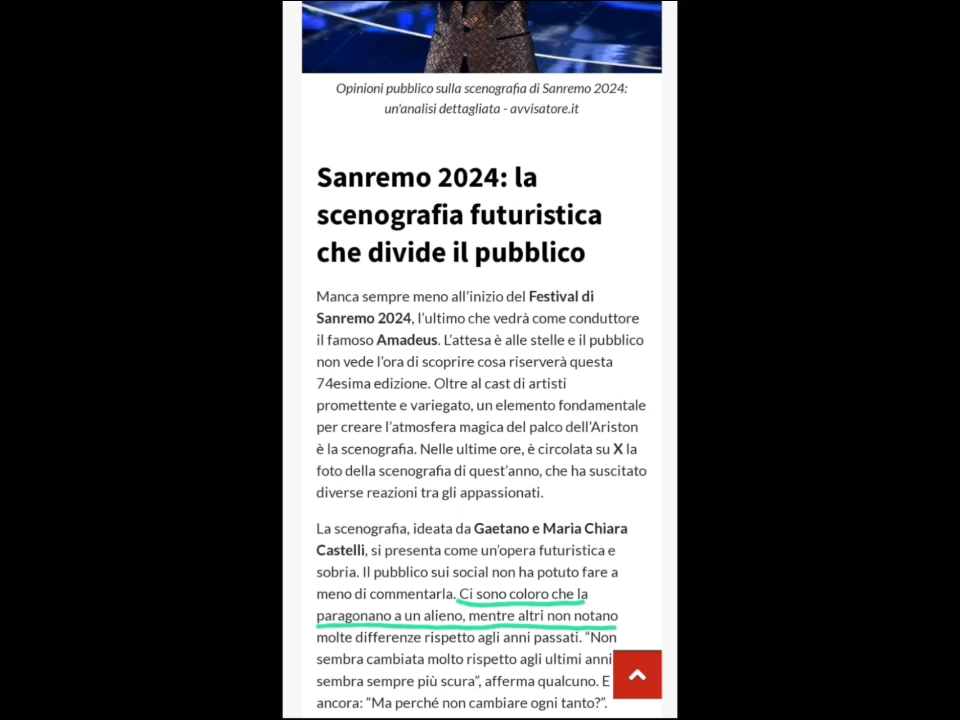 Opinioni pubblico sulla scenografia di Sanremo 2024:
un'analisi dettagliata - avvisatore.it
Sanremo 2024: la
scenografia futuristica
che divide il pubblico
Manca sempre meno all'inizio del Festival di
Sanremo 2024, l'ultimo che vedrà come conduttore
il famoso Amadeus. L'attesa è alle stelle e il pubblico
non vede l'ora di scoprire cosa riserverà questa
74esima edizione. Oltre al cast di artisti
promettente e variegato, un elemento fondamentale
per creare l'atmosfera magica del palco dell'Ariston
è la scenografia. Nelle ultime ore, è circolata su X la
foto della scenografia di quest'anno, che ha suscitato
diverse reazioni tra gli appassionati.
La scenografia, ideata da Gaetano e Maria Chiara
Castelli, si presenta come un'opera futuristica e
sobria. Il pubblico sui social non ha potuto fare a
meno di commentarla. Ci sono coloro che la
paragonano a un alieno, mentre altri non notano
molte differenze rispetto agli anni passati. "Non
sembra cambiata molto rispetto agli ultimi anni
sembra sempre più scura", afferma qualcuno. E
ancora: "Ma perché non cambiare ogni tanto?".